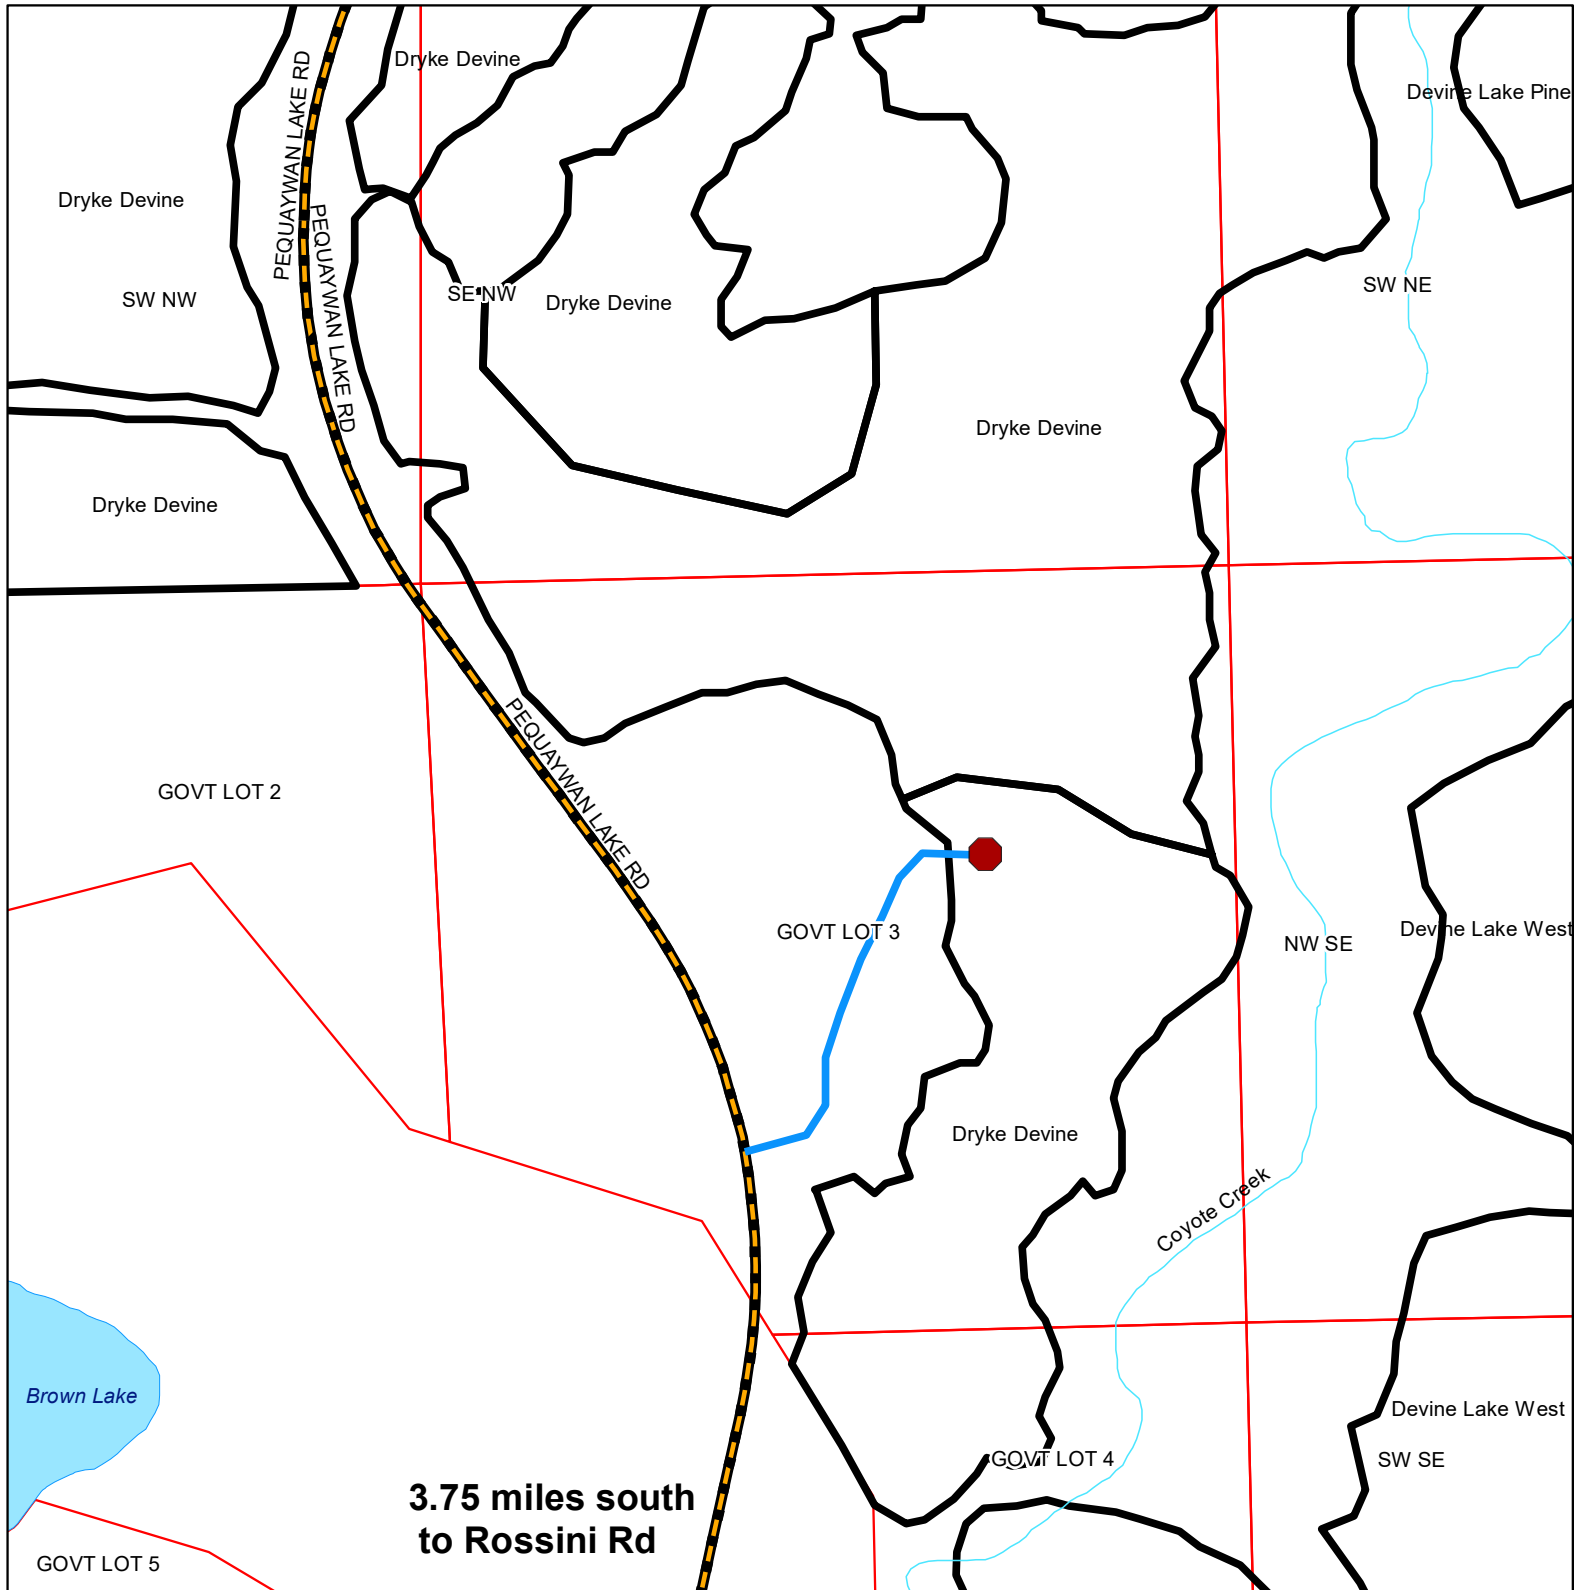 Dryke Devine
PEQUAYWAN LAKE RD
Devine Lake Pine
Dryke Devine
PEQUAYWAN LAKE RD
SW NW
SE NW
Dryke Devine
SW NE
Dryke Devine
Dryke Devine
GOVT LOT 2
PEQUAYWAN LAKE RD
GOVT LOT 3
NW SE
Devine Lake West
Dryke Devine
Coyote Creek
Brown Lake
Devine Lake West
GOVT LOT 4
SW SE
3.75 miles south
to Rossini Rd
GOVT LOT 5